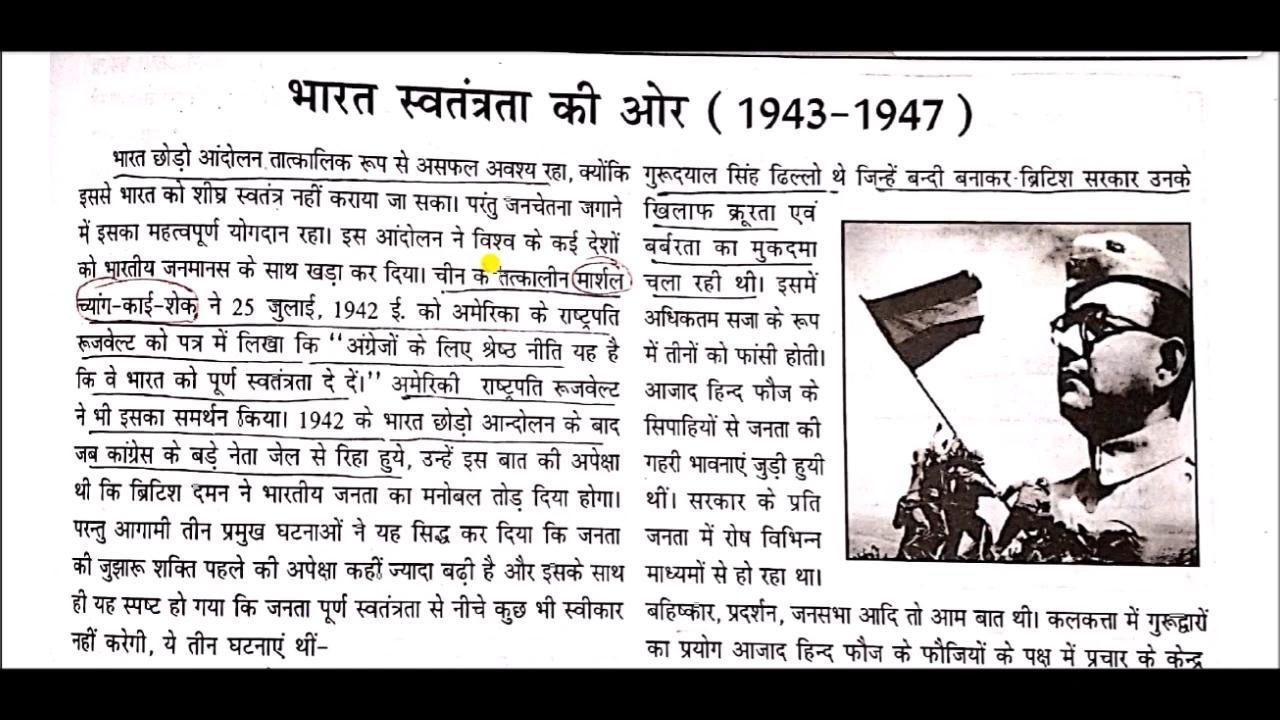 भारत स्वतंत्रता की ओर ( 1943-1947 )
भारत छोड़ो आंदोलन तात्कालिक रूप से असफल अवश्य रहा, क्योंकि
इससे भारत को शीघ्र स्वतंत्र नहीं कराया जा सका। परंतु जनचेतना जगाने
में इसका महत्वपूर्ण योगदान रहा। इस आंदोलन ने विश्व के कई देशों
को भारतीय जनमानस के साथ खड़ा कर दिया। चीन के तत्कालीन मार्शल
च्यांग-काई-शेक ने 25 जुलाई, 1942 ई. को अमेरिका के राष्ट्रपति
रूजवेल्ट को पत्र में लिखा कि "अंग्रेजों के लिए श्रेष्ठ नीति यह है
कि वे भारत को पूर्ण स्वतंत्रता दे दें।" अमेरिकी राष्ट्रपति रूजवेल्ट
ने भी इसका समर्थन किया। 1942 के भारत छोड़ो आन्दोलन के बाद
जब कांग्रेस के बड़े नेता जेल से रिहा हुये, उन्हें इस बात की अपेक्षा
थी कि ब्रिटिश दमन ने भारतीय जनता का मनोबल तोड़ दिया होगा।
परन्तु आगामी तीन प्रमुख घटनाओं ने यह सिद्ध कर दिया कि जनता
की जुझारू शक्ति पहले की अपेक्षा कहीं ज्यादा बढ़ी है और इसके साथ
ही यह स्पष्ट हो गया कि जनता पूर्ण स्वतंत्रता से नीचे कुछ भी स्वीकार
नहीं करेगी, ये तीन घटनाएं थीं-
गुरूदयाल सिंह ढिल्लो थे जिन्हें बन्दी बनाकर ब्रिटिश सरकार उनके
खिलाफ क्रूरता एवं
बर्बरता का मुकदमा
चला रही थी। इसमें
अधिकतम सजा के रूप
में तीनों को फांसी होती।
आजाद हिन्द फौज के
सिपाहियों से जनता की
गहरी भावनाएं जुड़ी हुयी
थीं। सरकार के प्रति
जनता में रोष विभिन्न
माध्यमों से हो रहा था।
बहिष्कार, प्रदर्शन, जनसभा आदि तो आम बात थी। कलकत्ता में गुरूद्वारों
का प्रयोग आजाद हिन्द फौज के फौजियों के पक्ष में प्रचार के केन्द्र